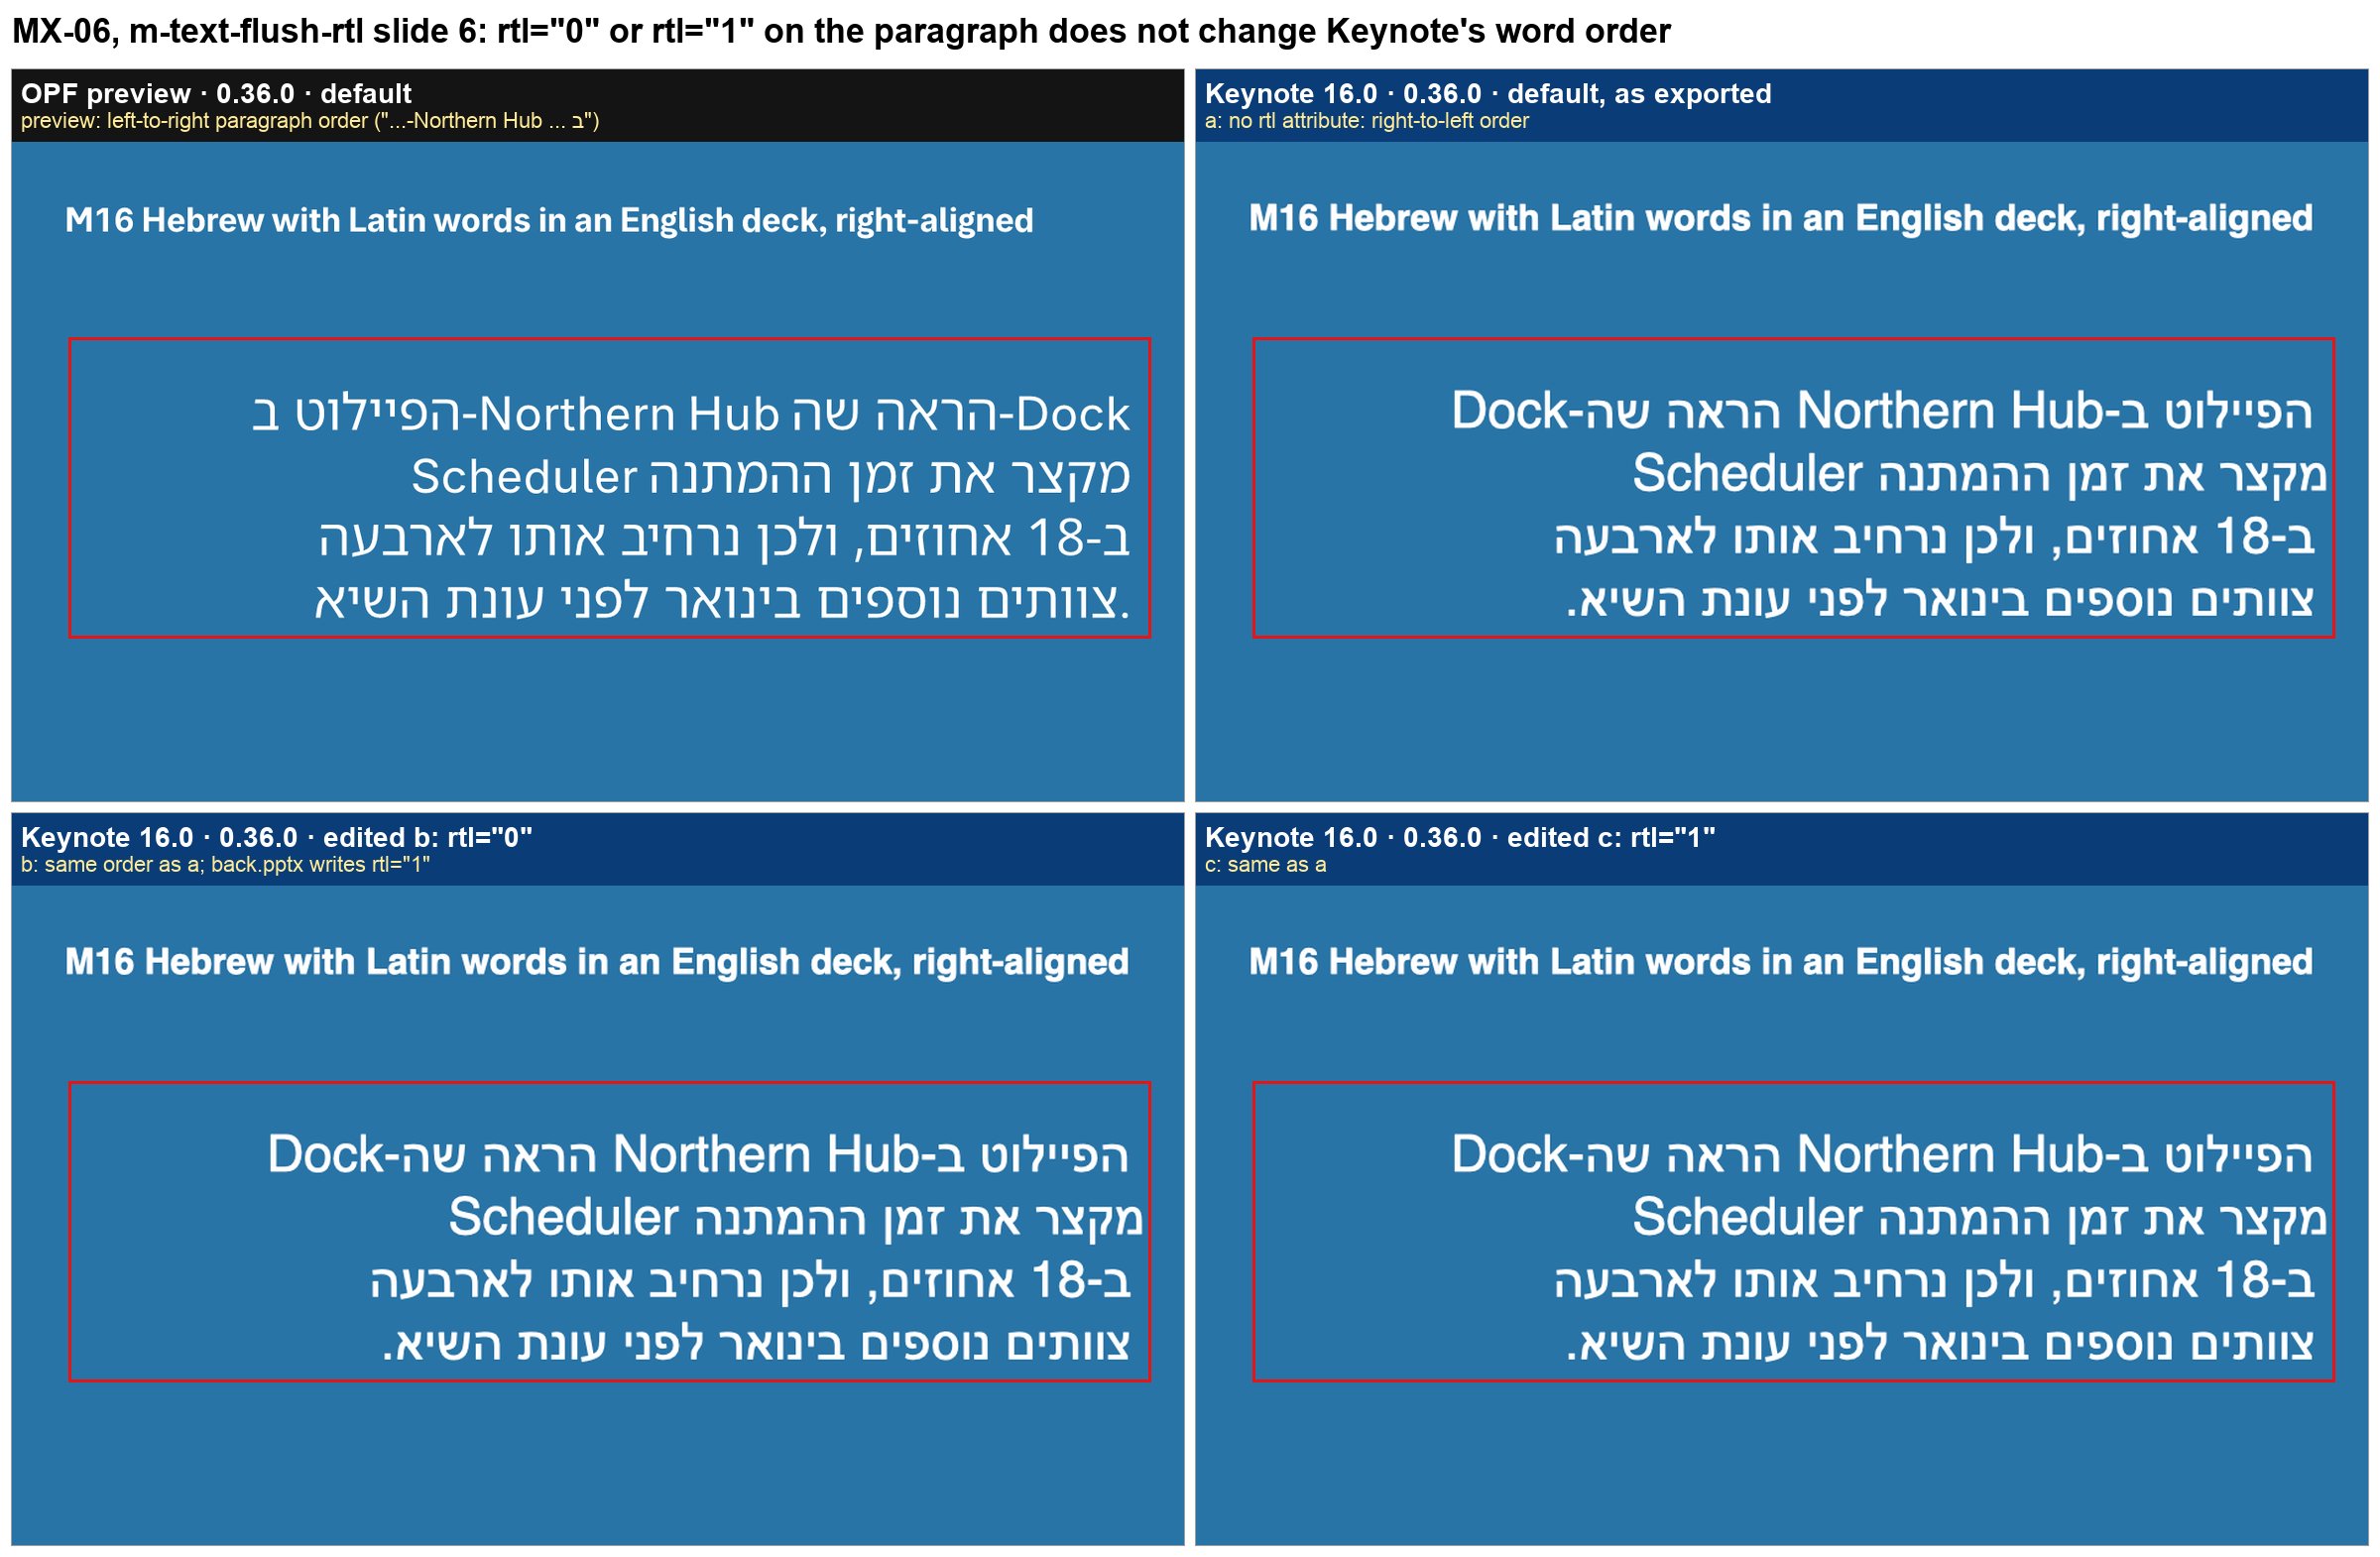 MX-06, m-text-flush-rtl slide 6: rtl="0" or rtl="1" on the paragraph does not change Keynote's word order
OPF preview · 0.36.0 · default
preview: left-to-right paragraph order ("...-Northern Hub ... ב")
M16 Hebrew with Latin words in an English deck, right-aligned
הפיילוט ב-Northern Hub הראה שה-Dock
Scheduler מקצר את זמן ההמתנה
ב-18 אחוזים, ולכן נרחיב אותו לארבעה
צוותים נוספים בינואר לפני עונת השיא.
Keynote 16.0 · 0.36.0 · default, as exported
a: no rtl attribute: right-to-left order
M16 Hebrew with Latin words in an English deck, right-aligned
הפיילוט ב-Northern Hub הראה שה-Dock
מקצר את זמן ההמתנה Scheduler
ב-18 אחוזים, ולכן נרחיב אותו לארבעה
צוותים נוספים בינואר לפני עונת השיא.
Keynote 16.0 · 0.36.0 · edited b: rtl="0"
b: same order as a; back.pptx writes rtl="1"
M16 Hebrew with Latin words in an English deck, right-aligned
הפיילוט ב-Northern Hub הראה שה-Dock
מקצר את זמן ההמתנה Scheduler
ב-18 אחוזים, ולכן נרחיב אותו לארבעה
צוותים נוספים בינואר לפני עונת השיא.
Keynote 16.0 · 0.36.0 · edited c: rtl="1"
c: same as a
M16 Hebrew with Latin words in an English deck, right-aligned
הפיילוט ב-Northern Hub הראה שה-Dock
מקצר את זמן ההמתנה Scheduler
ב-18 אחוזים, ולכן נרחיב אותו לארבעה
צוותים נוספים בינואר לפני עונת השיא.